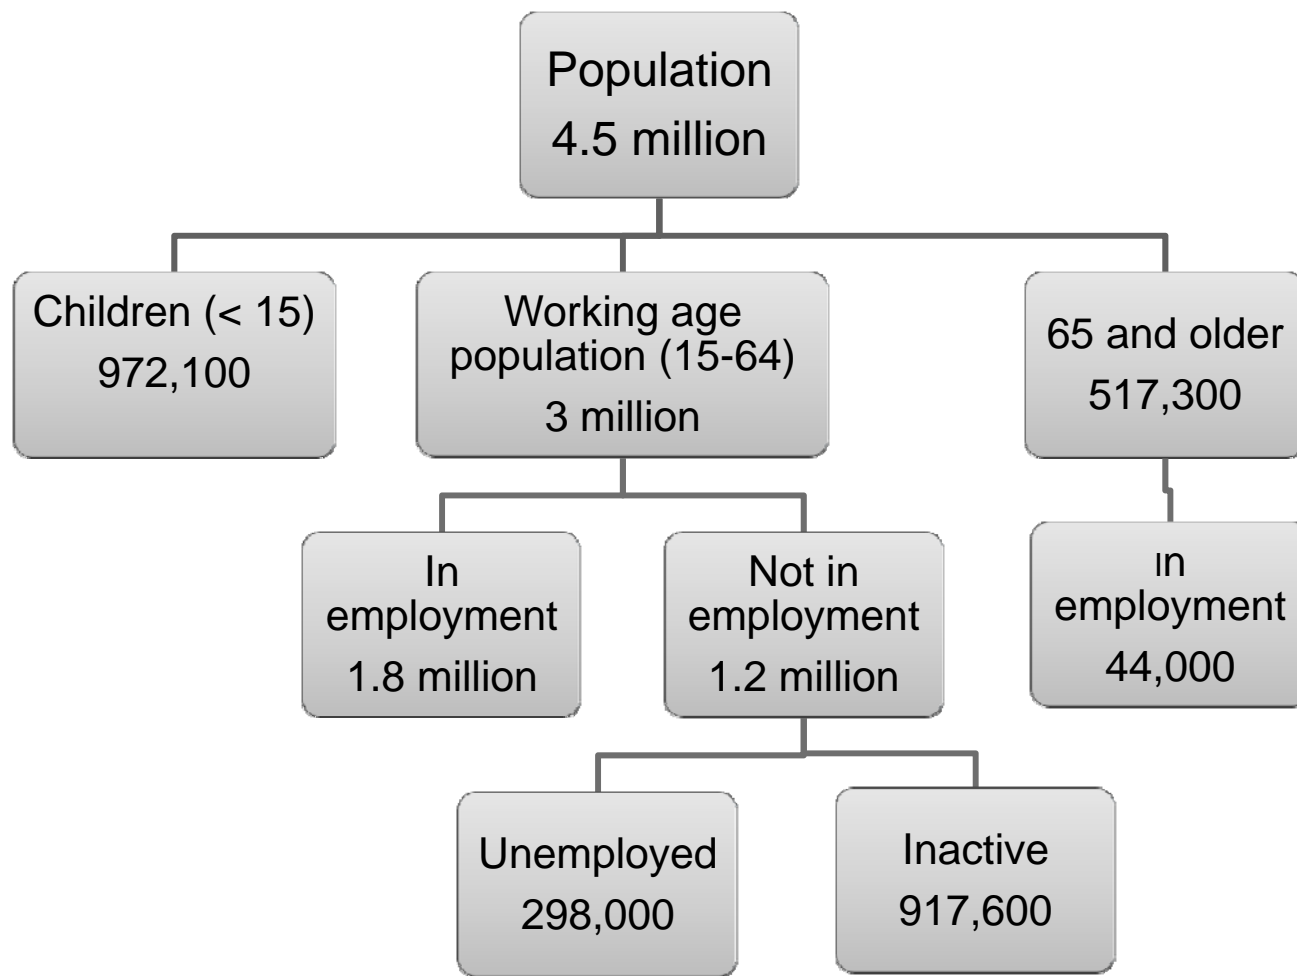 Population
4.5 million
Children (< 15)
972,100
Working age
population (15-64)
3 million
65 and older
517,300
In
employment
1.8 million
Not in
employment
1.2 million
In
employment
44,000
Unemployed
298,000
Inactive
917,600